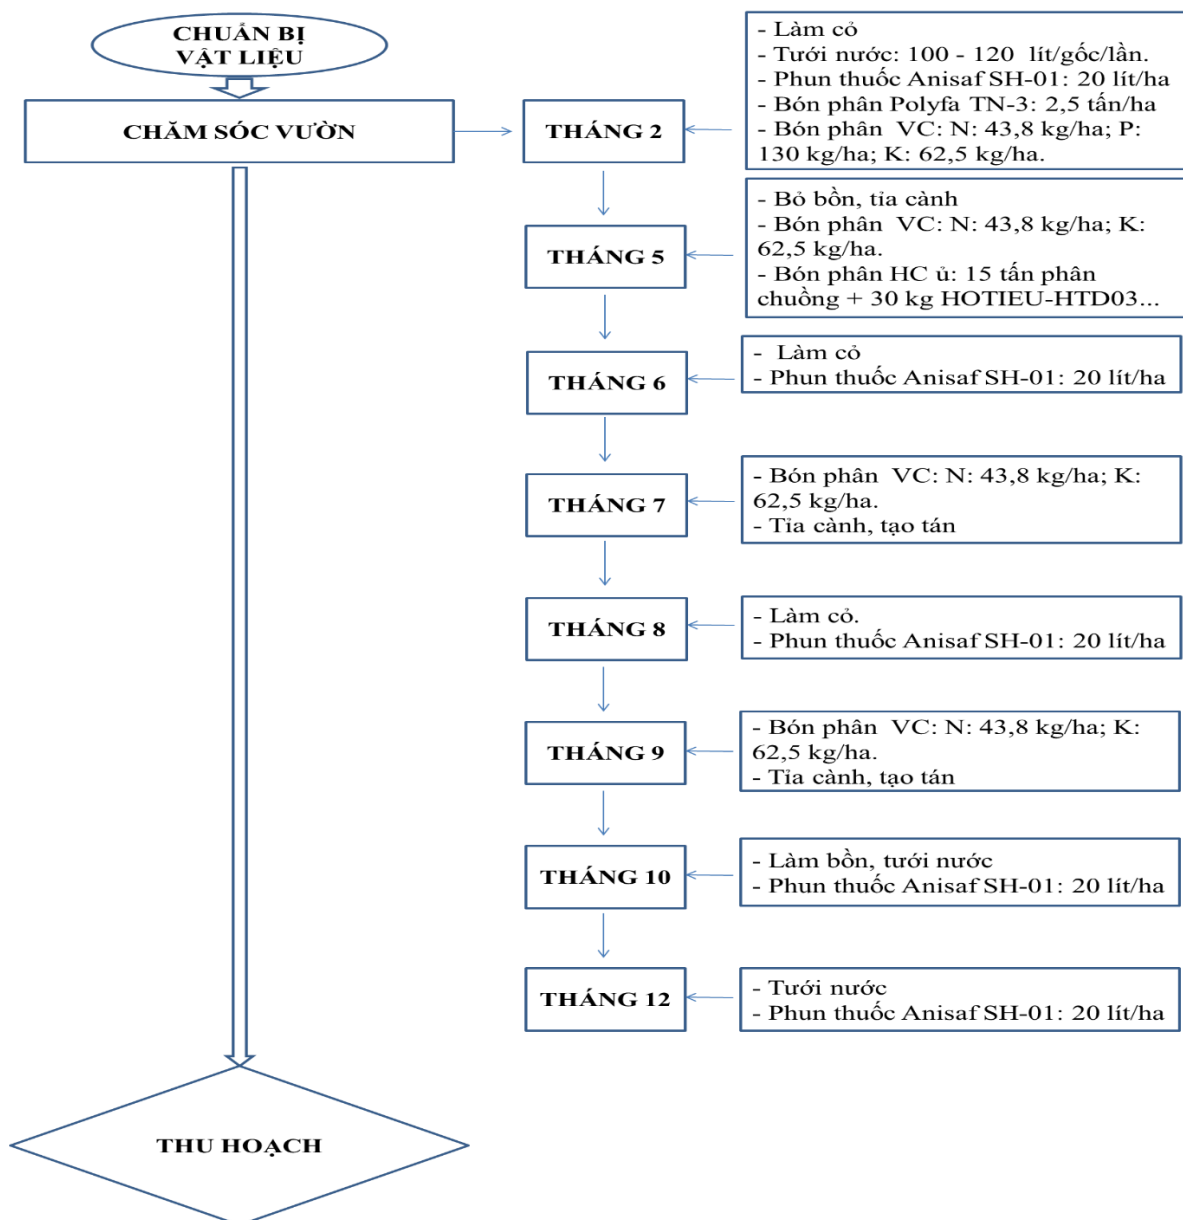 CHUẨN BỊ
VẬT LIỆU
CHĂM SÓC VƯỜN
THÁNG 2
- Làm cỏ
- Tưới nước: 100 - 120 lít/gốc/lần.
- Phun thuốc Anisaf SH-01: 20 lít/ha
- Bón phân Polyfa TN-3: 2,5 tấn/ha
- Bón phân VC: N: 43,8 kg/ha; P:
130 kg/ha; K: 62,5 kg/ha.
THÁNG 5
- Bỏ bồn, tỉa cành
- Bón phân VC: N: 43,8 kg/ha; K:
62,5 kg/ha.
- Bón phân HC ủ: 15 tấn phân
chuồng + 30 kg HOTIEU-HTD03...
THÁNG 6
- Làm cỏ
- Phun thuốc Anisaf SH-01: 20 lít/ha
THÁNG 7
- Bón phân VC: N: 43,8 kg/ha; K:
62,5 kg/ha.
- Tỉa cành, tạo tán
THÁNG 8
- Làm cỏ.
- Phun thuốc Anisaf SH-01: 20 lít/ha
THÁNG 9
- Bón phân VC: N: 43,8 kg/ha; K:
62,5 kg/ha.
- Tỉa cành, tạo tán
THÁNG 10
- Làm bồn, tưới nước
- Phun thuốc Anisaf SH-01: 20 lít/ha
THÁNG 12
- Tưới nước
- Phun thuốc Anisaf SH-01: 20 lít/ha
THU HOẠCH